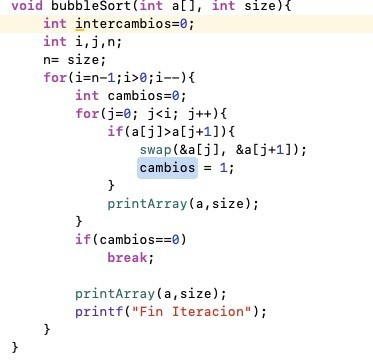 void bubbleSort(int a[], int size){
int intercambios=0;
int i,j,n;
n= size;
for(i=n-1;i>0;i--){
int cambios=0;
for(j=0; j<i; j++){
if(a[j]>a[j+1]){
swap(&a[j], &a[j+1]);
cambios = 1;
}
printArray(a,size);
}
if(cambios==0)
break;
printArray(a,size);
printf("Fin Iteracion");
}
}